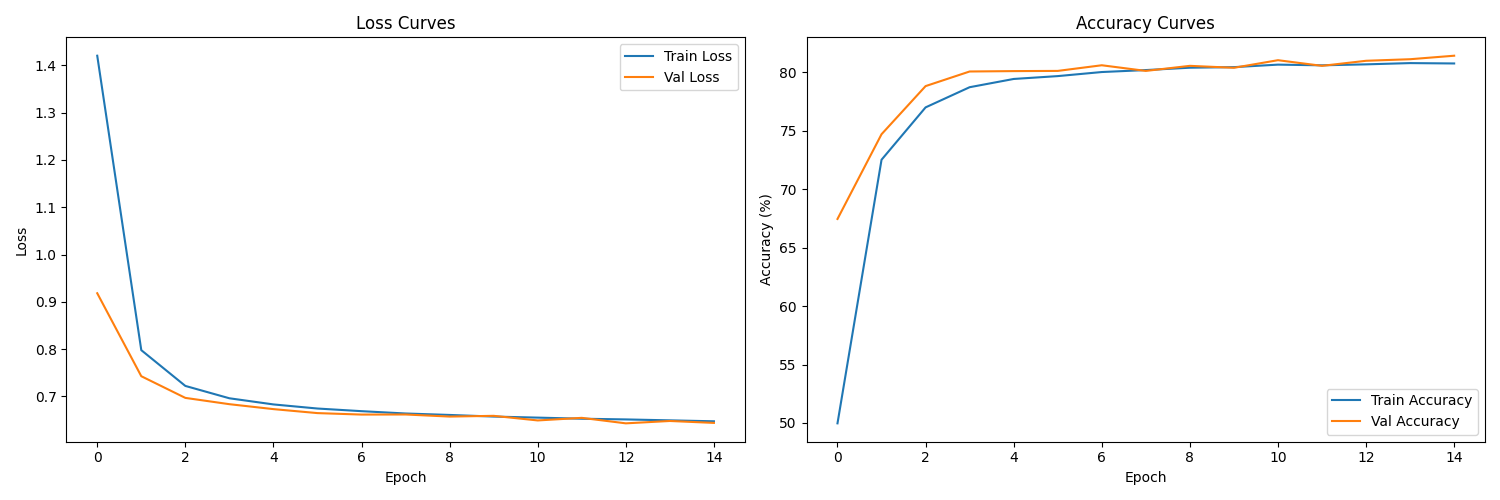 Loss Curves
Train Loss
Val Loss
Loss
1.4
1.3
1.2
1.1
1.0
0.9
0.8
0.7
0 2 4 6 8 10 12 14
Epoch
Accuracy Curves
Accuracy (%)
80
75
70
65
60
55
50
Train Accuracy
Val Accuracy
0 2 4 6 8 10 12 14
Epoch